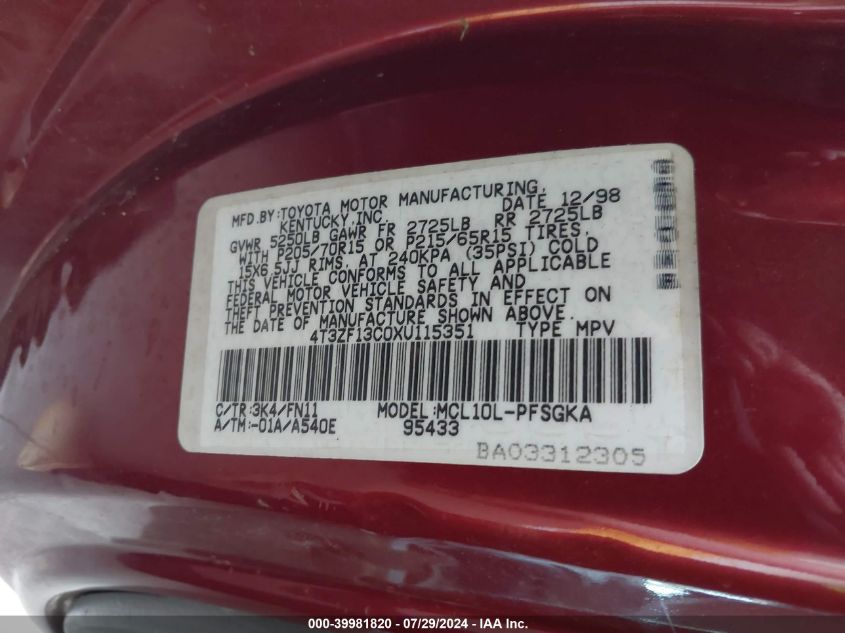 MFD.BY:TOYOTA MOTOR MANUFACTURING,
KENTUCKY,INC. DATE 12/98
GVWR 5250LB GAWR FR 2725LB RR 2725LB
WITH P205/70R15 OR P215/65R15 TIRES,
15X6.5JJ RIMS, AT 240KPA (35PSI) COLD
THIS VEHICLE CONFORMS TO ALL APPLICABLE
FEDERAL MOTOR VEHICLE SAFETY AND
THEFT PREVENTION STANDARDS IN EFFECT ON
THE DATE OF MANUFACTURE SHOWN ABOVE.
4T3ZF13C0XU115351 TYPE MPV
C/TR:3K4/FN11 MODEL:MCL10L-PFSGKA
A/TM:-01A/A540E 95433
BA03312305
000-39981820 / 07/29/2024 - IAA Inc.